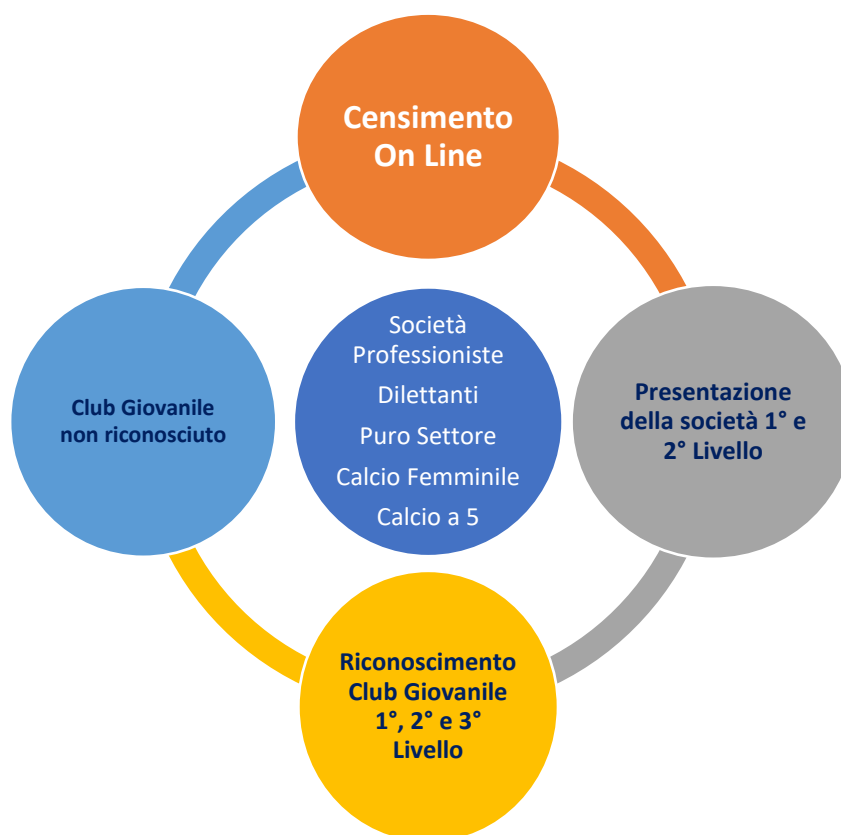 Censimento
On Line
Club Giovanile
non riconosciuto
Società
Professioniste
Dilettanti
Puro Settore
Calcio Femminile
Calcio a 5
Presentazione
della società 1° e
2° Livello
Riconoscimento
Club Giovanile
1°, 2° e 3°
Livello